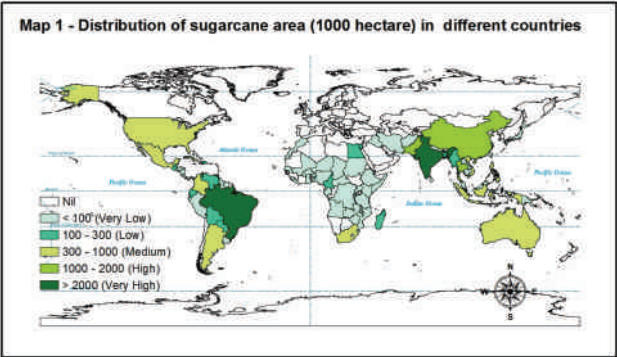 Map 1 - Distribution of sugarcane area (1000 hectare) in different countries
Atlantic Ocean
Pacific Ocean
Pacific Ocean
Indian Ocean
Nil
< 100 (Very Low)
100 - 300 (Low)
300 - 1000 (Medium)
1000 - 2000 (High)
> 2000 (Very High)
N
W E
S